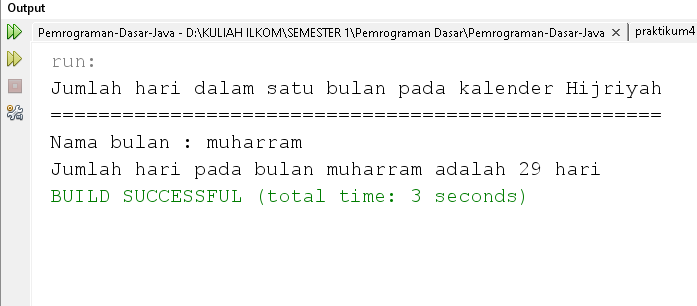 Output
Pemrograman-Dasar-Java - D:\KULIAH ILKOM\SEMESTER 1\Pemrograman Dasar\Pemrograman-Dasar-Java × praktikum4
run:
Jumlah hari dalam satu bulan pada kalender Hijriyah
===================================================
Nama bulan : muharram
Jumlah hari pada bulan muharram adalah 29 hari
BUILD SUCCESSFUL (total time: 3 seconds)